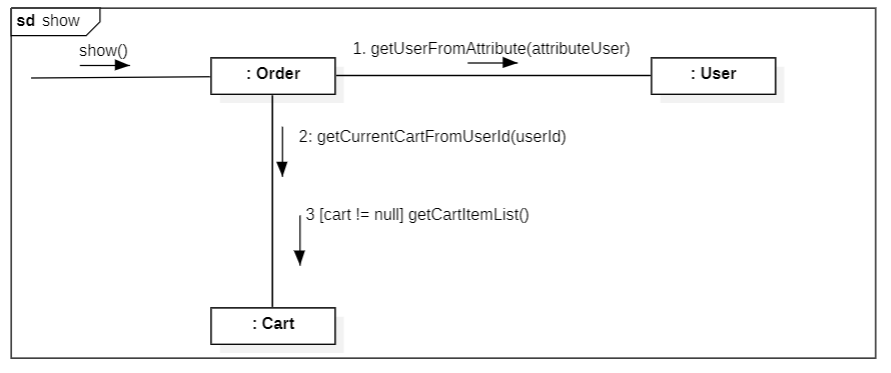 sd show
show()
1. getUserFromAttribute(attributeUser)
: Order
: User
2: getCurrentCartFromUserId(userId)
3 [cart != null] getCartItemList()
: Cart